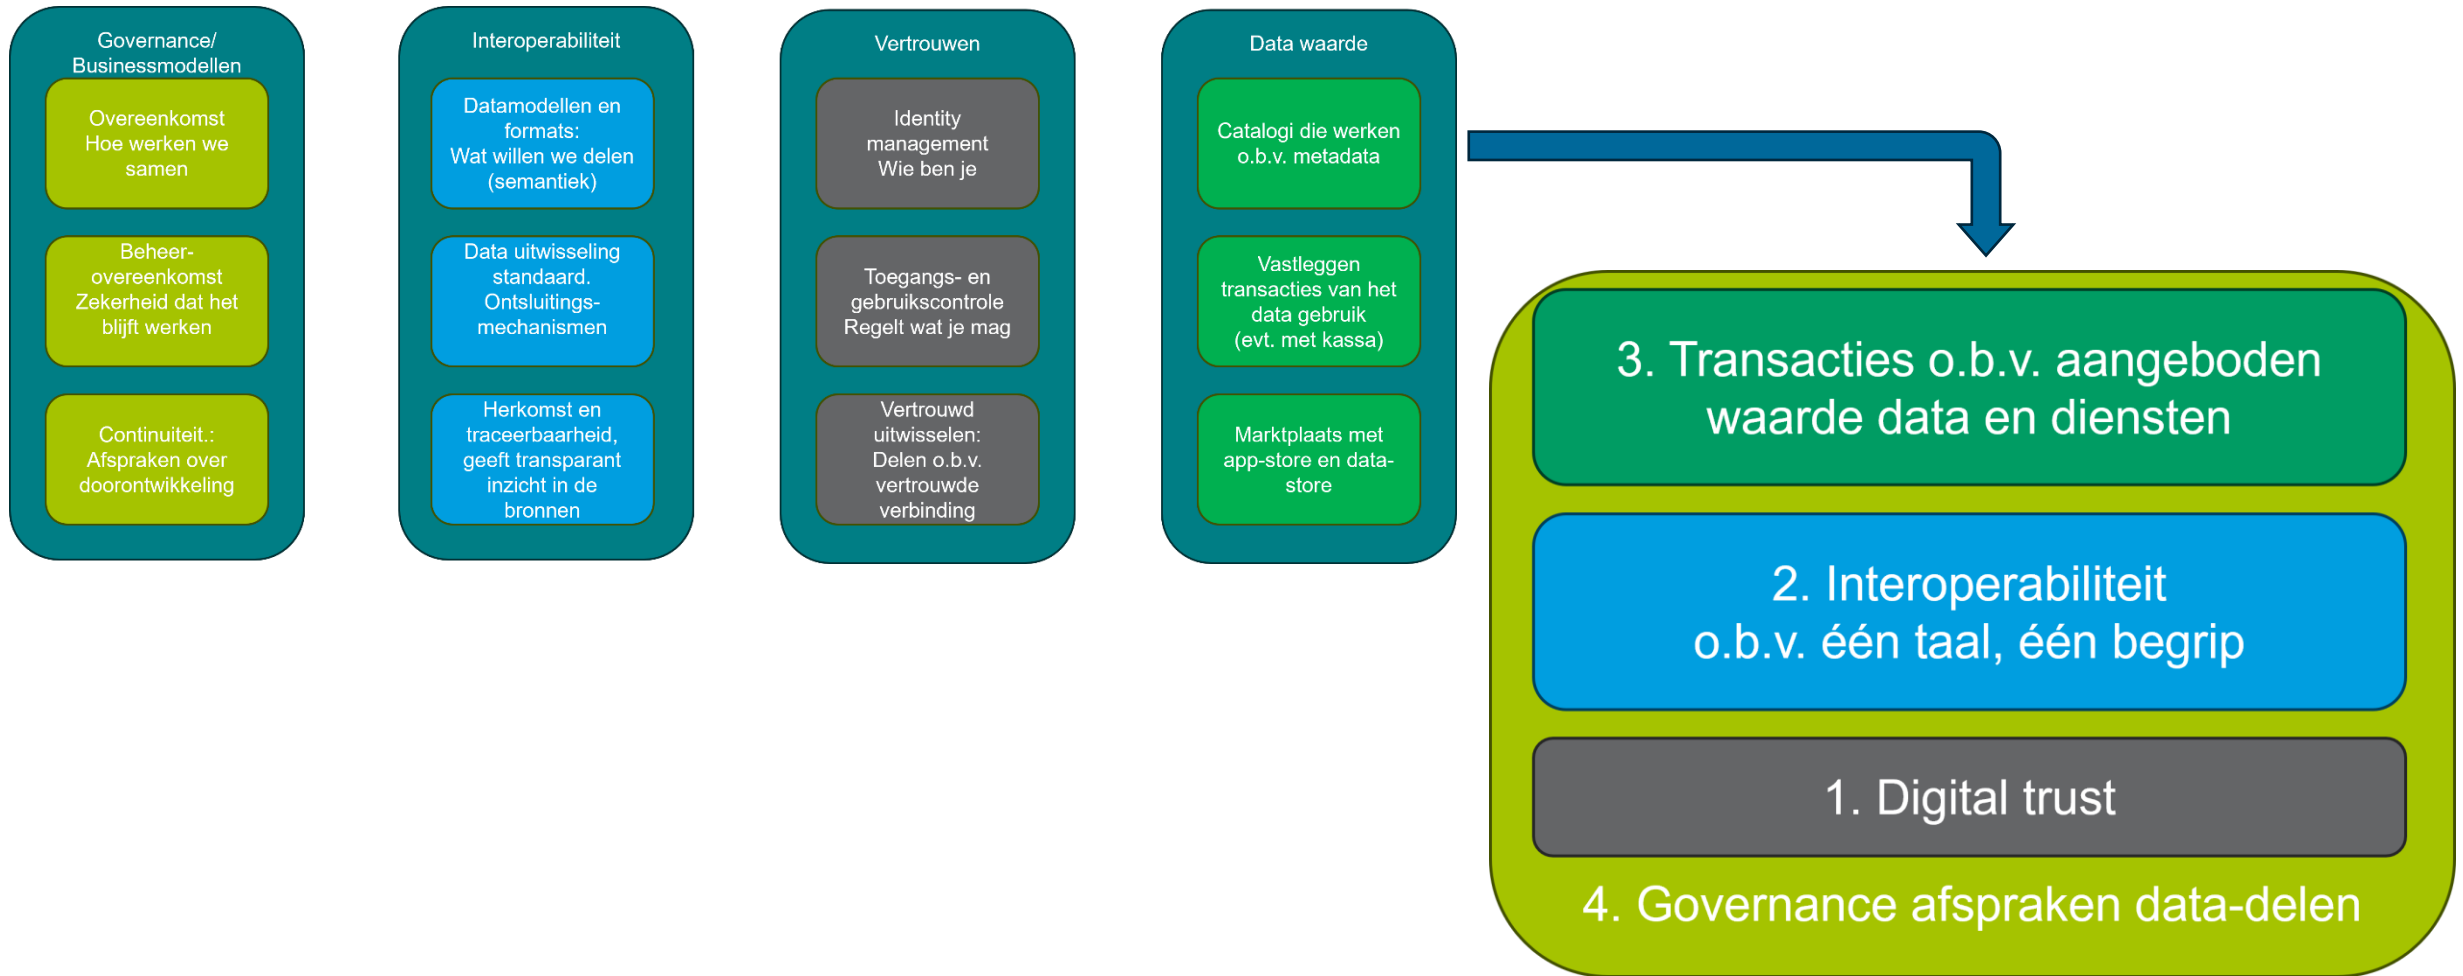 Governance/
Businessmodellen
Overeenkomst
Hoe werken we
samen
Beheer-
overeenkomst
Zekerheid dat het
blijft werken
Continuiteit.:
Afspraken over
doorontwikkeling
Interoperabiliteit
Datamodellen en
formats:
Wat willen we delen
(semantiek)
Data uitwisseling
standaard.
Ontsluitings-
mechanismen
Herkomst en
traceerbaarheid,
geeft transparant
inzicht in de
bronnen
Vertrouwen
Identity
management
Wie ben je
Toegangs- en
gebruikscontrole
Regelt wat je mag
Vertrouwd
uitwisselen:
Delen o.b.v.
vertrouwde
verbinding
Data waarde
Catalogi die werken
o.b.v. metadata
Vastleggen
transacties van het
data gebruik
(evt. met kassa)
Marktplaats met
app-store en data-
store
3. Transacties o.b.v. aangeboden
waarde data en diensten
2. Interoperabiliteit
o.b.v. één taal, één begrip
1. Digital trust
4. Governance afspraken data-delen